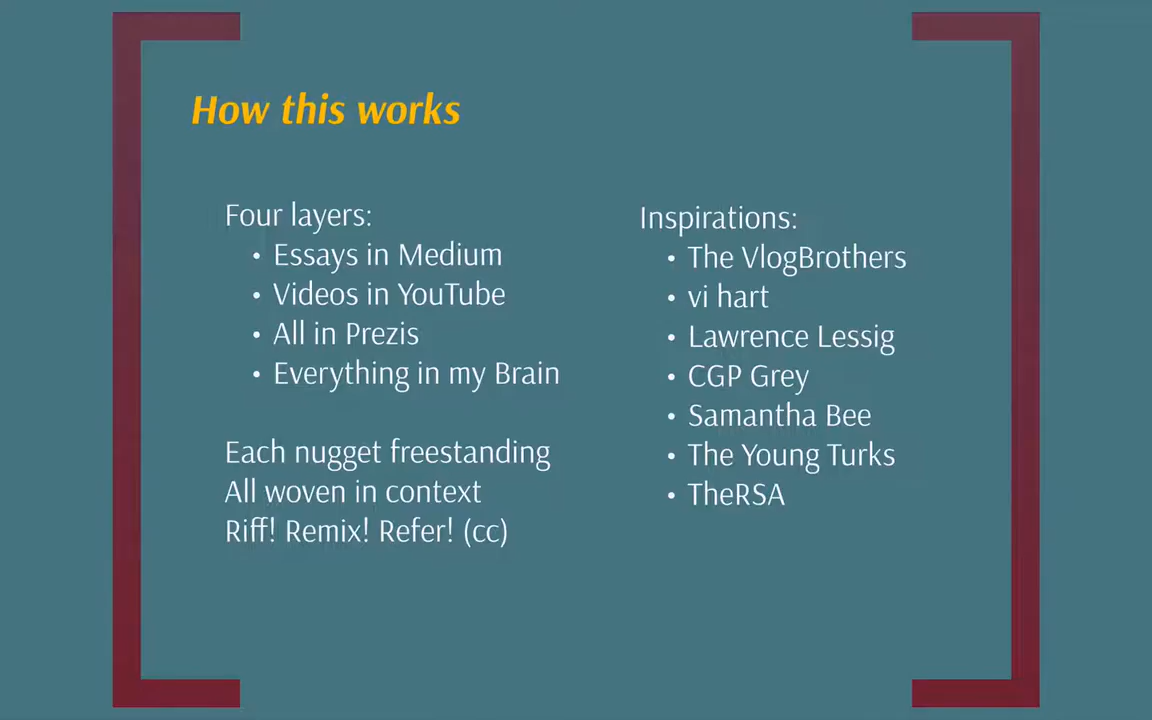 How this works
Four layers:
• Essays in Medium
• Videos in YouTube
• All in Prezis
• Everything in my Brain
Each nugget freestanding
All woven in context
Riff! Remix! Refer! (cc)
Inspirations:
• The VlogBrothers
• vi hart
• Lawrence Lessig
• CGP Grey
• Samantha Bee
• The Young Turks
• TheRSA